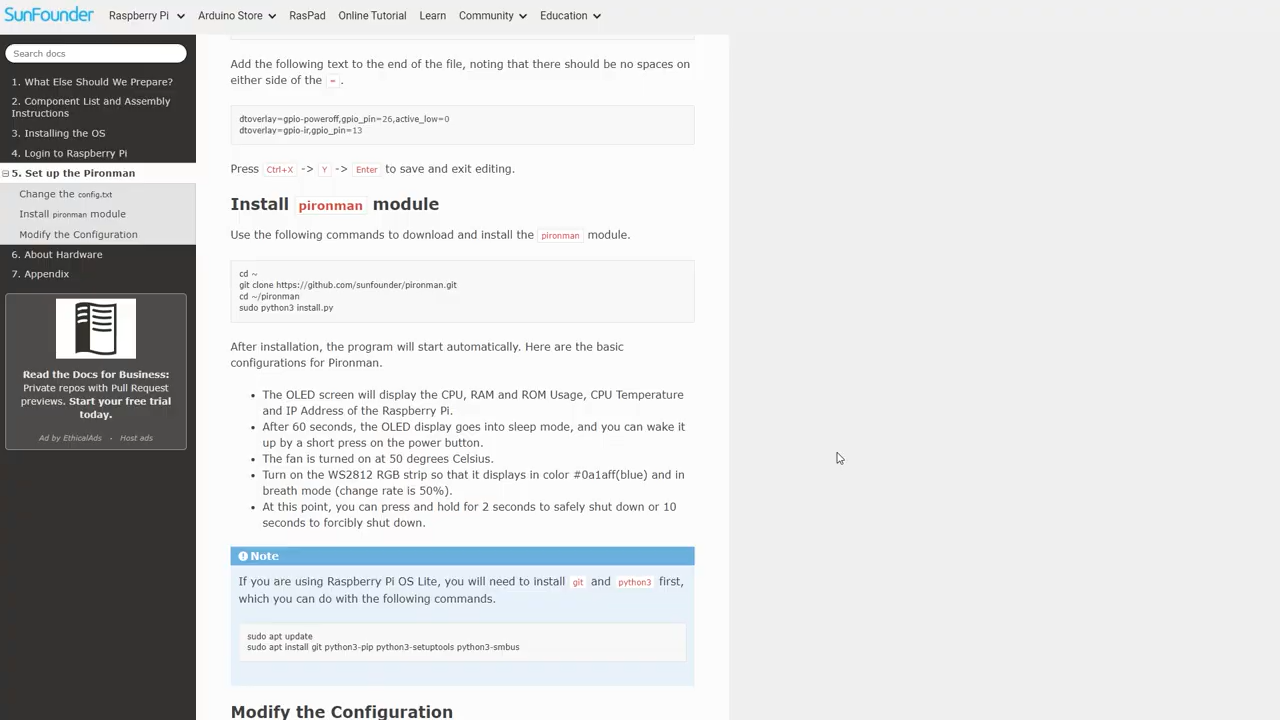 SunFounder
Raspberry Pi
Arduino Store
RasPad
Online Tutorial
Learn
Community
Education
Search docs
1. What Else Should We Prepare?
2. Component List and Assembly
Instructions
3. Installing the OS
4. Login to Raspberry Pi
5. Set up the Pironman
Change the config.txt
Install pironman module
Modify the Configuration
6. About Hardware
7. Appendix
Read the Docs for Business:
Private repos with Pull Request
previews. Start your free trial
today.
Ad by EthicalAds · Host ads
Add the following text to the end of the file, noting that there should be no spaces on
either side of the = .
dtoverlay=gpio-poweroff,gpio_pin=26,active_low=0
dtoverlay=gpio-ir,gpio_pin=13
Press Ctrl+X -> Y -> Enter to save and exit editing.
Install pironman module
Use the following commands to download and install the pironman module.
cd ~
git clone https://github.com/sunfounder/pironman.git
cd ~/pironman
sudo python3 install.py
After installation, the program will start automatically. Here are the basic
configurations for Pironman.
• The OLED screen will display the CPU, RAM and ROM Usage, CPU Temperature
and IP Address of the Raspberry Pi.
• After 60 seconds, the OLED display goes into sleep mode, and you can wake it
up by a short press on the power button.
• The fan is turned on at 50 degrees Celsius.
• Turn on the WS2812 RGB strip so that it displays in color #0a1aff(blue) and in
breath mode (change rate is 50%).
• At this point, you can press and hold for 2 seconds to safely shut down or 10
seconds to forcibly shut down.
Note
If you are using Raspberry Pi OS Lite, you will need to install git and python3 first,
which you can do with the following commands.
sudo apt update
sudo apt install git python3-pip python3-setuptools python3-smbus
Modify the Configuration